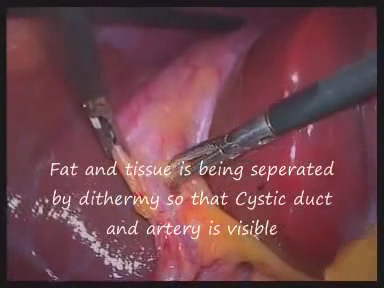 Fat and tissue is being seperated
by dithermy so that Cystic duct
and artery is visible